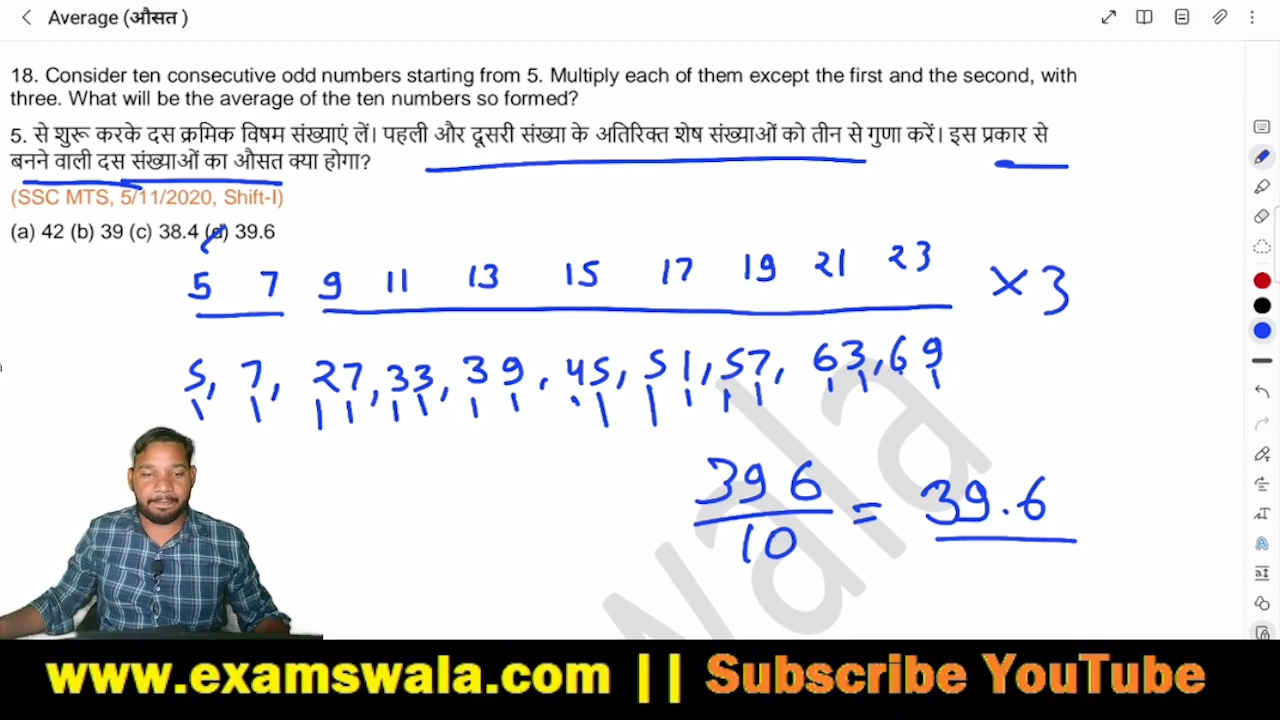 Average (औसत )
18. Consider ten consecutive odd numbers starting from 5. Multiply each of them except the first and the second, with
three. What will be the average of the ten numbers so formed?
5. से शुरू करके दस क्रमिक विषम संख्याएं लें। पहली और दूसरी संख्या के अतिरिक्त शेष संख्याओं को तीन से गुणा करें। इस प्रकार से
बनने वाली दस संख्याओं का औसत क्या होगा?
(SSC MTS, 5/11/2020, Shift-I)
(a) 42 (b) 39 (c) 38.4 (d) 39.6
5 7 9 11 13 15 17 19 21 23 ×3
5, 7, 27, 33, 39, 45, 51, 57, 63, 69
396
10
= 39.6
www.examswala.com || Subscribe YouTube